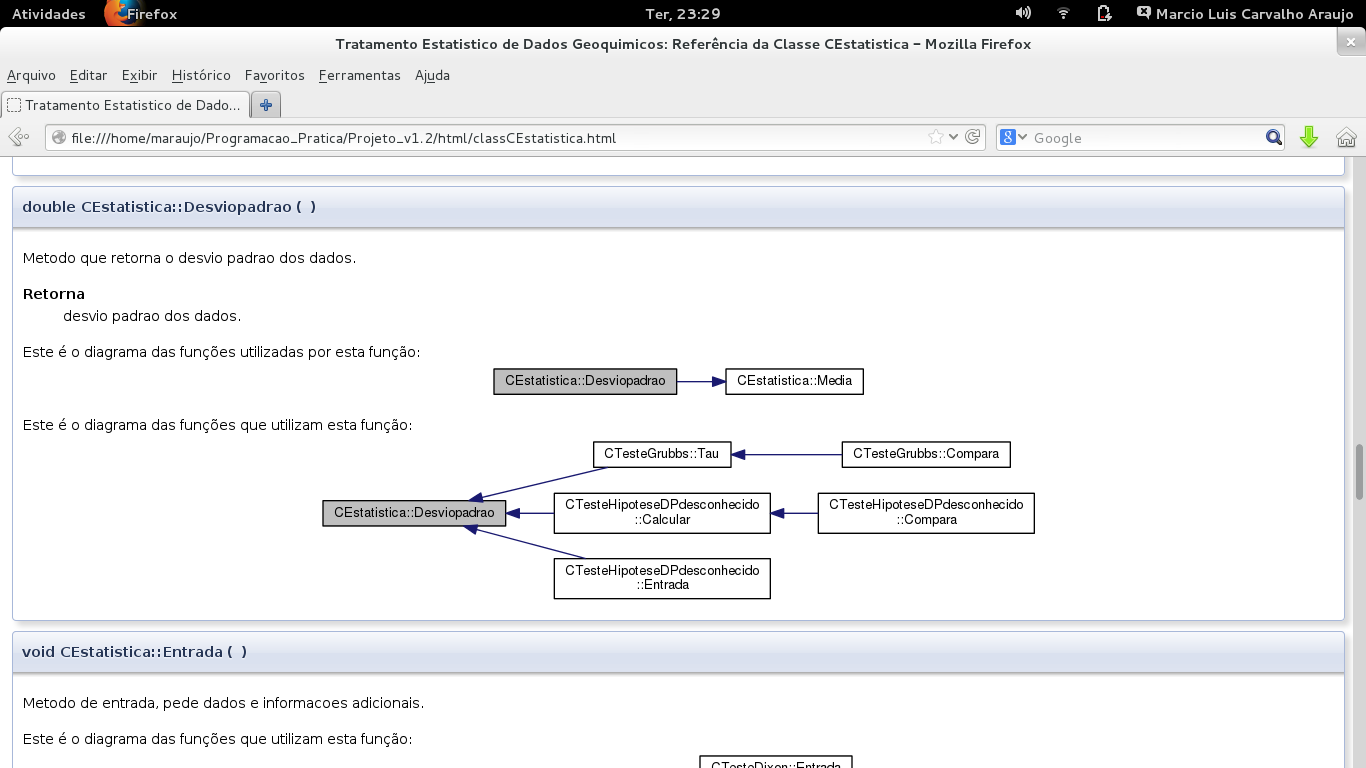 Atividades Firefox Ter, 23:29 Marcio Luis Carvalho Araujo
Tratamento Estatistico de Dados Geoquimicos: Referência da Classe CEstatistica - Mozilla Firefox
Arquivo Editar Exibir Histórico Favoritos Ferramentas Ajuda
Tratamento Estatistico de Dado...
file:///home/maraujo/Programacao_Pratica/Projeto_v1.2/html/classCEstatistica.html Google
double CEstatistica::Desviopadrao ( )
Metodo que retorna o desvio padrao dos dados.
Retorna
desvio padrao dos dados.
Este é o diagrama das funções utilizadas por esta função:
CEstatistica::Desviopadrao CEstatistica::Media
Este é o diagrama das funções que utilizam esta função:
CTesteGrubbs::Tau CTesteGrubbs::Compara
CEstatistica::Desviopadrao
CTesteHipoteseDPdesconhecido
::Calcular
CTesteHipoteseDPdesconhecido
::Compara
CTesteHipoteseDPdesconhecido
::Entrada
void CEstatistica::Entrada ( )
Metodo de entrada, pede dados e informacoes adicionais.
Este é o diagrama das funções que utilizam esta função:
CTesteDixon::Entrada